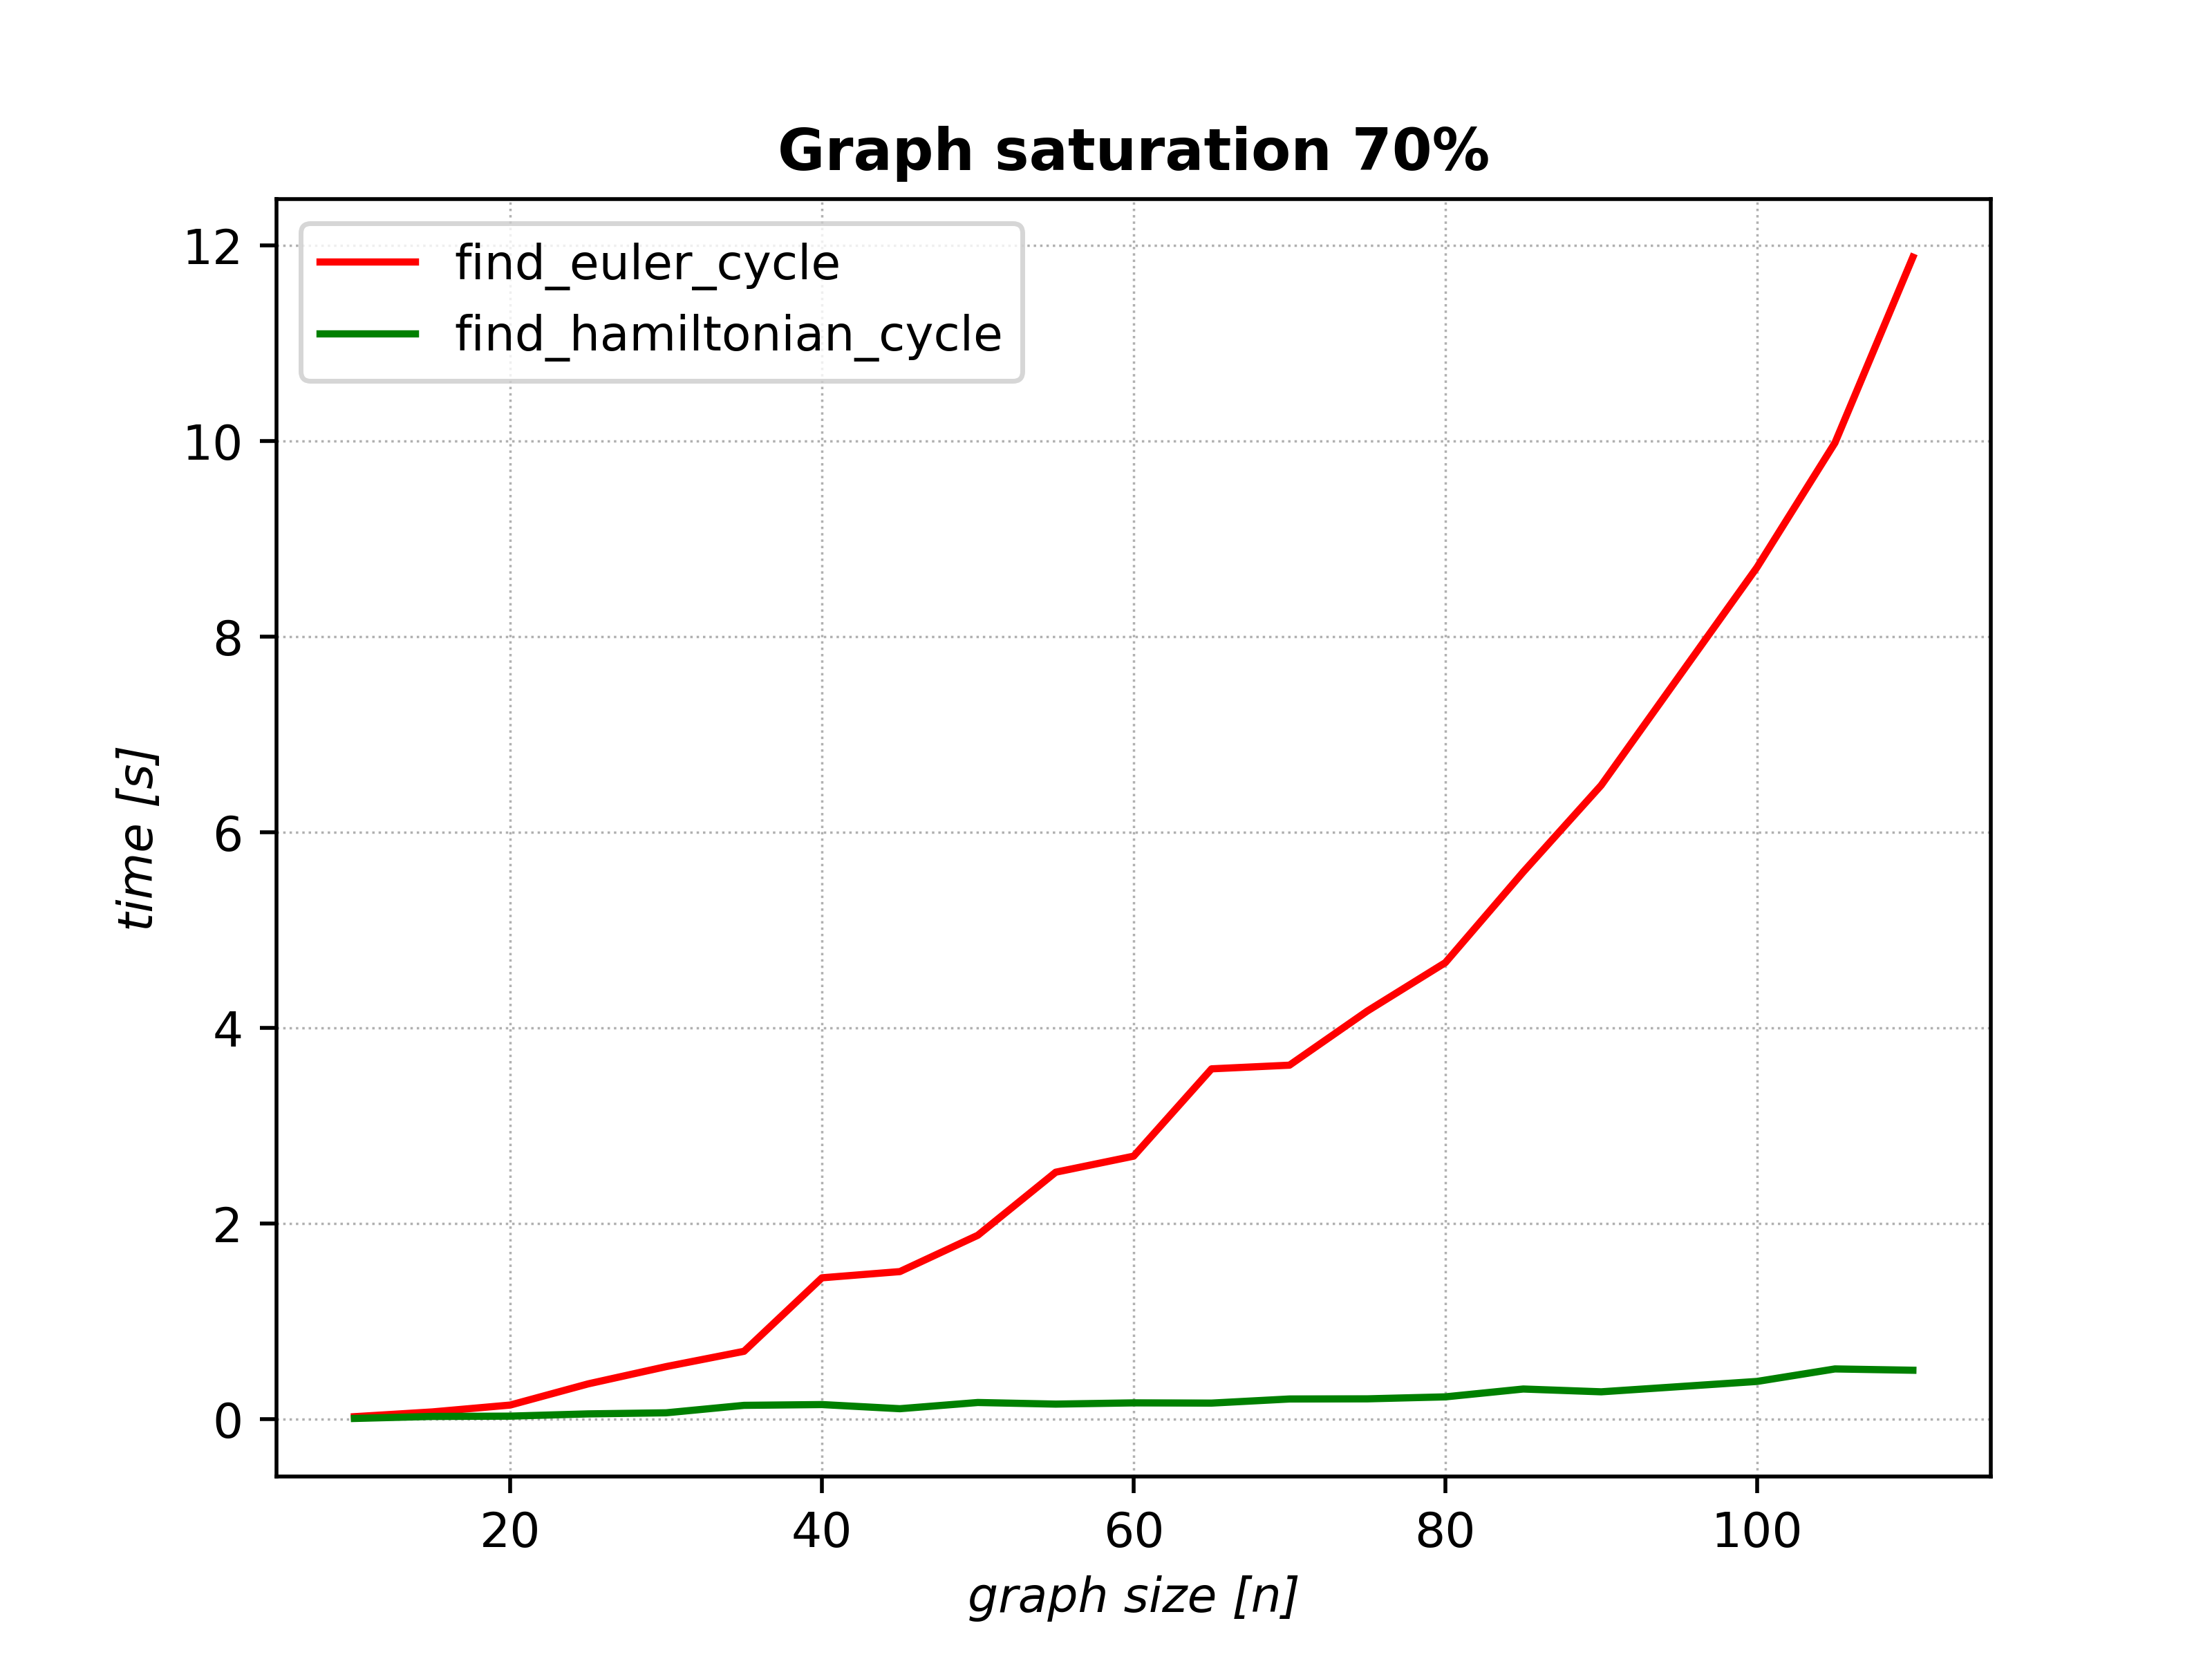 Graph saturation 70%
find_euler_cycle
find_hamiltonian_cycle
12
10
8
6
4
2
0
time [s]
20 40 60 80 100
graph size [n]